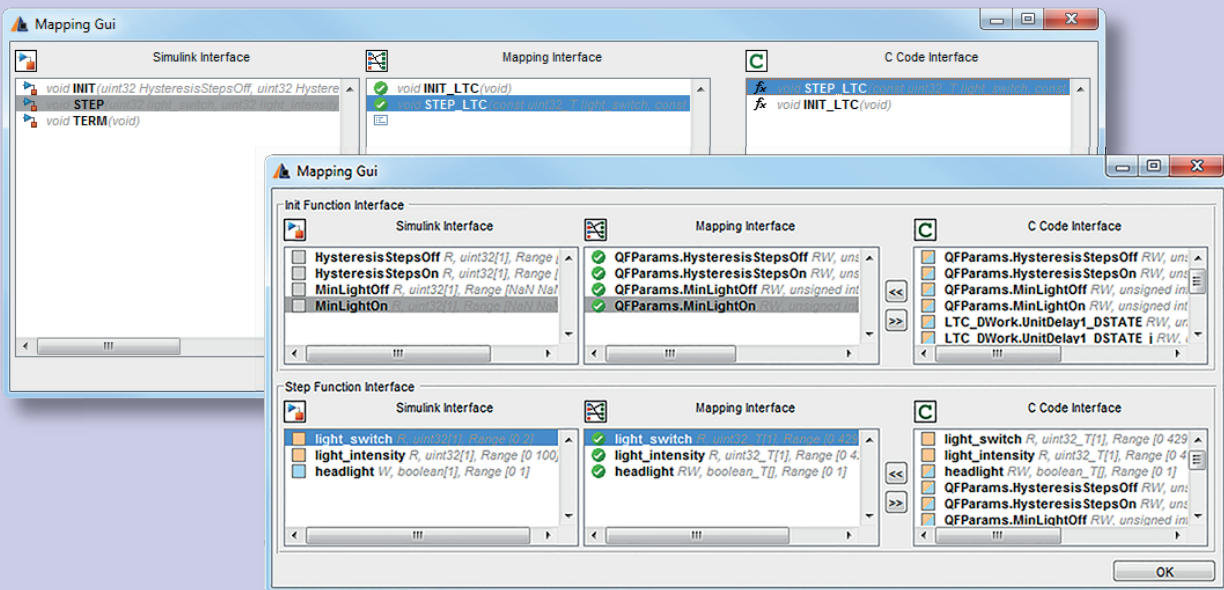 Mapping Gui
Simulink Interface
Mapping Interface
C Code Interface
void INIT(uint32 HysteresisStepsOff, uint32 Hystere
void STEP(uint32 light_switch, uint32 light_intensity
void TERM(void)
void INIT_LTC(void)
void STEP_LTC(const uint32_T light_switch, const
void STEP_LTC(const uint32_T light_switch, const
void INIT_LTC(void)
Mapping Gui
Init Function Interface
Simulink Interface
Mapping Interface
C Code Interface
HysteresisStepsOff R, uint32[1], Range [
HysteresisStepsOn R, uint32[1], Range [
MinLightOff R, uint32[1], Range [NaN NaN
MinLightOn R, uint32[1], Range [NaN NaN
QFParams.HysteresisStepsOff RW, uns
QFParams.HysteresisStepsOn RW, uns
QFParams.MinLightOff RW, unsigned int
QFParams.MinLightOn RW, unsigned int
<<
>>
QFParams.HysteresisStepsOff RW, uns
QFParams.HysteresisStepsOn RW, uns
QFParams.MinLightOff RW, unsigned int
QFParams.MinLightOn RW, unsigned int
LTC_DWork.UnitDelay1_DSTATE RW, un
LTC_DWork.UnitDelay1_DSTATE_j RW,
Step Function Interface
Simulink Interface
Mapping Interface
C Code Interface
light_switch R, uint32[1], Range [0 2]
light_intensity R, uint32[1], Range [0 100]
headlight W, boolean[1], Range [0 1]
light_switch R, uint32_T[1], Range [0 429
light_intensity R, uint32_T[1], Range [0 4
headlight RW, boolean_T[], Range [0 1]
<<
>>
light_switch R, uint32_T[1], Range [0 429
light_intensity R, uint32_T[1], Range [0 4
headlight RW, boolean_T[], Range [0 1]
QFParams.HysteresisStepsOff RW, uns
QFParams.HysteresisStepsOn RW, uns
QFParams.MinLightOff RW, unsigned int
OK